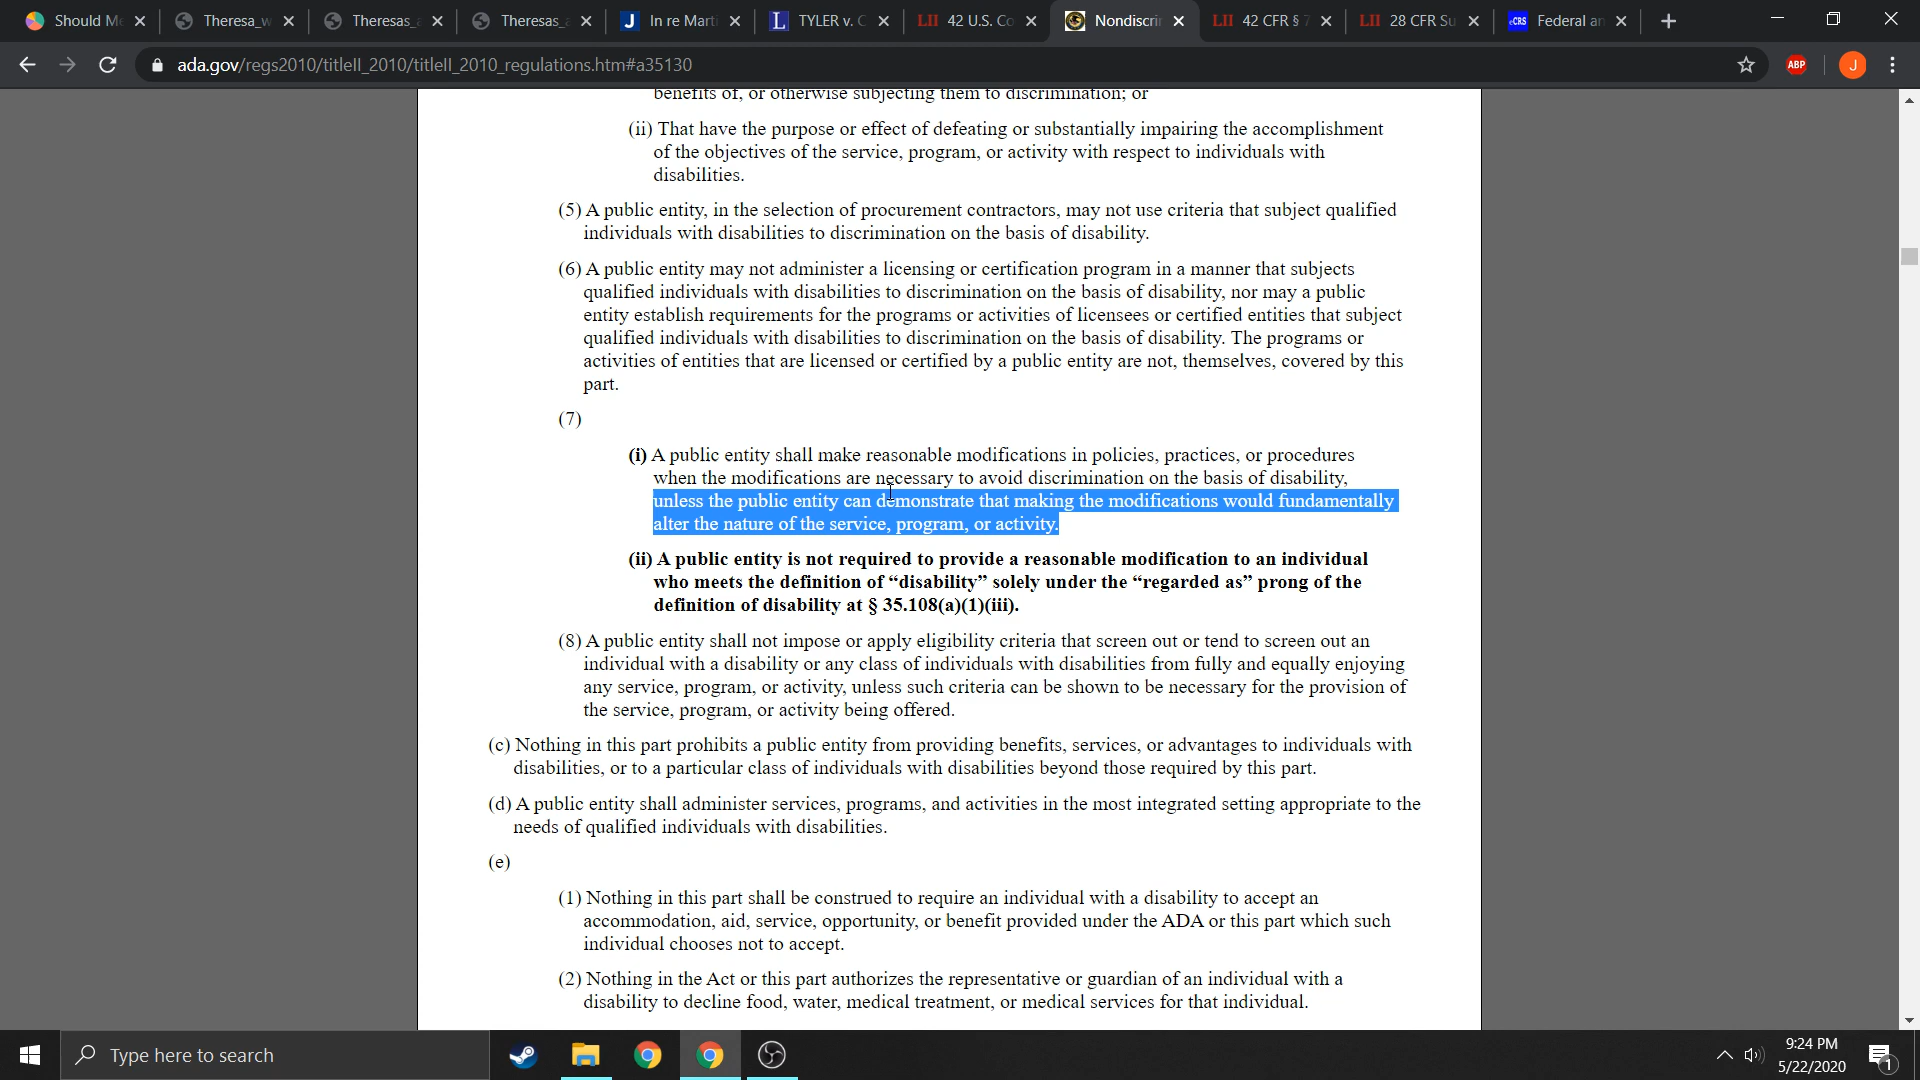 Should Me
Theresa_w
Theresas_
Theresas_a
J In re Marti
L TYLER v. C
LII 42 U.S. Co
Nondiscrin
LII 42 CFR § 7
LII 28 CFR Su
CRS Federal an
ada.gov/regs2010/titleII_2010/titleII_2010_regulations.htm#a35130
ABP
J
benefits of, or otherwise subjecting them to discrimination; or
(ii) That have the purpose or effect of defeating or substantially impairing the accomplishment
of the objectives of the service, program, or activity with respect to individuals with
disabilities.
(5) A public entity, in the selection of procurement contractors, may not use criteria that subject qualified
individuals with disabilities to discrimination on the basis of disability.
(6) A public entity may not administer a licensing or certification program in a manner that subjects
qualified individuals with disabilities to discrimination on the basis of disability, nor may a public
entity establish requirements for the programs or activities of licensees or certified entities that subject
qualified individuals with disabilities to discrimination on the basis of disability. The programs or
activities of entities that are licensed or certified by a public entity are not, themselves, covered by this
part.
(7)
(i) A public entity shall make reasonable modifications in policies, practices, or procedures
when the modifications are necessary to avoid discrimination on the basis of disability,
unless the public entity can demonstrate that making the modifications would fundamentally
alter the nature of the service, program, or activity.
(ii) A public entity is not required to provide a reasonable modification to an individual
who meets the definition of “disability” solely under the “regarded as” prong of the
definition of disability at § 35.108(a)(1)(iii).
(8) A public entity shall not impose or apply eligibility criteria that screen out or tend to screen out an
individual with a disability or any class of individuals with disabilities from fully and equally enjoying
any service, program, or activity, unless such criteria can be shown to be necessary for the provision of
the service, program, or activity being offered.
(c) Nothing in this part prohibits a public entity from providing benefits, services, or advantages to individuals with
disabilities, or to a particular class of individuals with disabilities beyond those required by this part.
(d) A public entity shall administer services, programs, and activities in the most integrated setting appropriate to the
needs of qualified individuals with disabilities.
(e)
(1) Nothing in this part shall be construed to require an individual with a disability to accept an
accommodation, aid, service, opportunity, or benefit provided under the ADA or this part which such
individual chooses not to accept.
(2) Nothing in the Act or this part authorizes the representative or guardian of an individual with a
disability to decline food, water, medical treatment, or medical services for that individual.
Type here to search
9:24 PM
5/22/2020
1